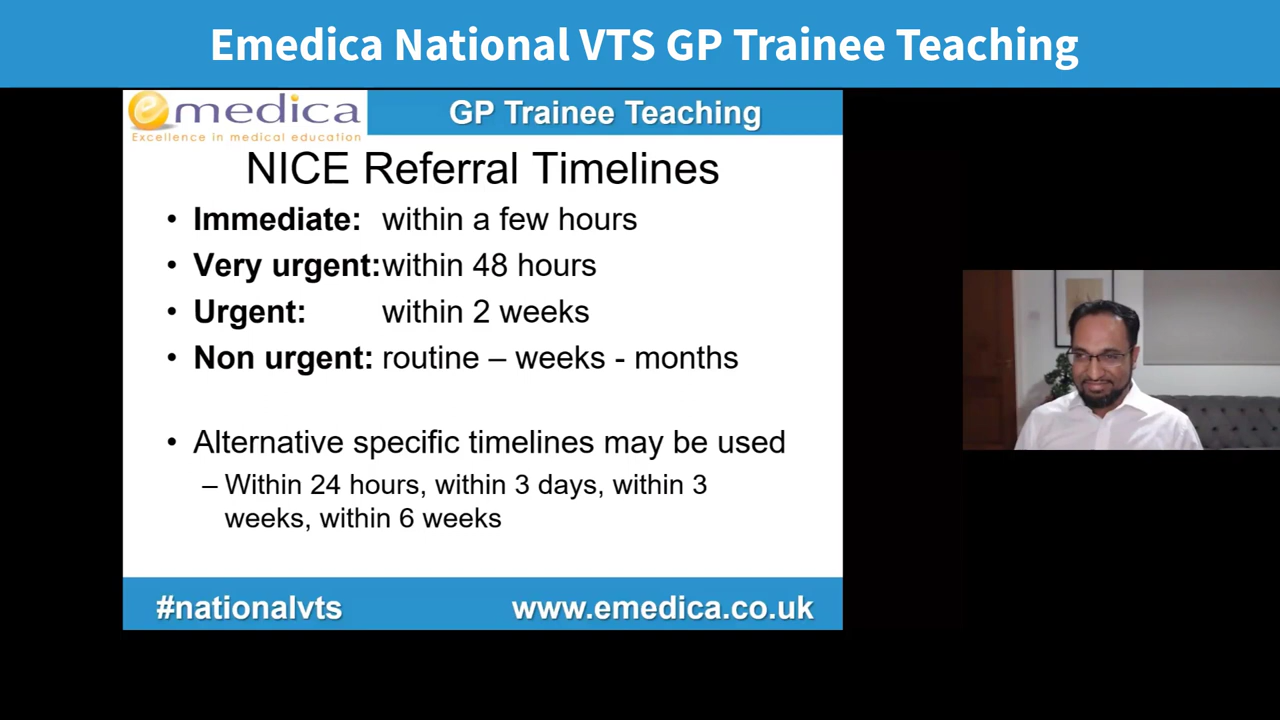 Emedica National VTS GP Trainee Teaching
emedica
Excellence in medical education
GP Trainee Teaching
NICE Referral Timelines
• Immediate: within a few hours
• Very urgent:within 48 hours
• Urgent: within 2 weeks
• Non urgent: routine – weeks - months
• Alternative specific timelines may be used
– Within 24 hours, within 3 days, within 3
weeks, within 6 weeks
#nationalvts
www.emedica.co.uk